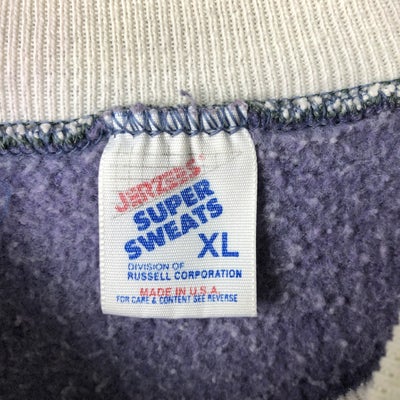 JERZEES
SUPER
SWEATS
XL
DIVISION OF
RUSSELL CORPORATION
MADE IN U.S.A.
FOR CARE & CONTENT SEE REVERSE